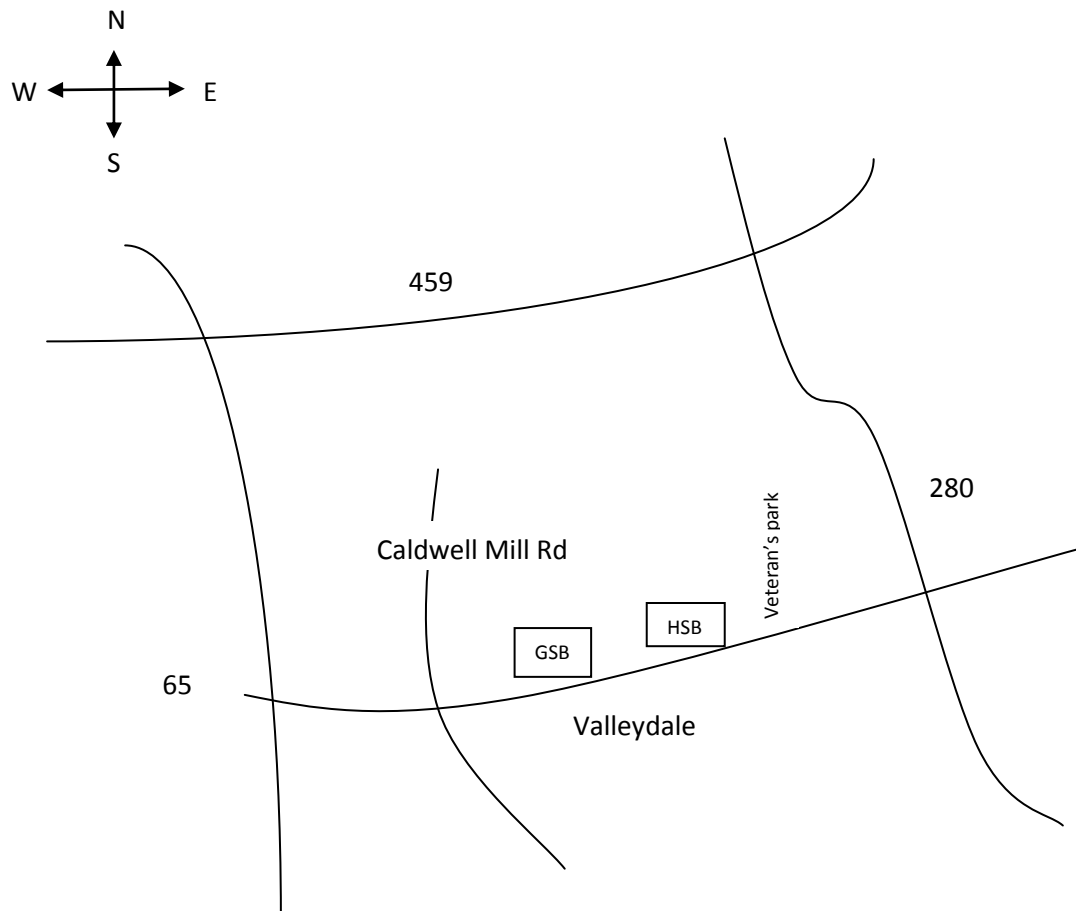 N
W E
S
459
280
Veteran's park
Caldwell Mill Rd
HSB
GSB
65
Valleydale